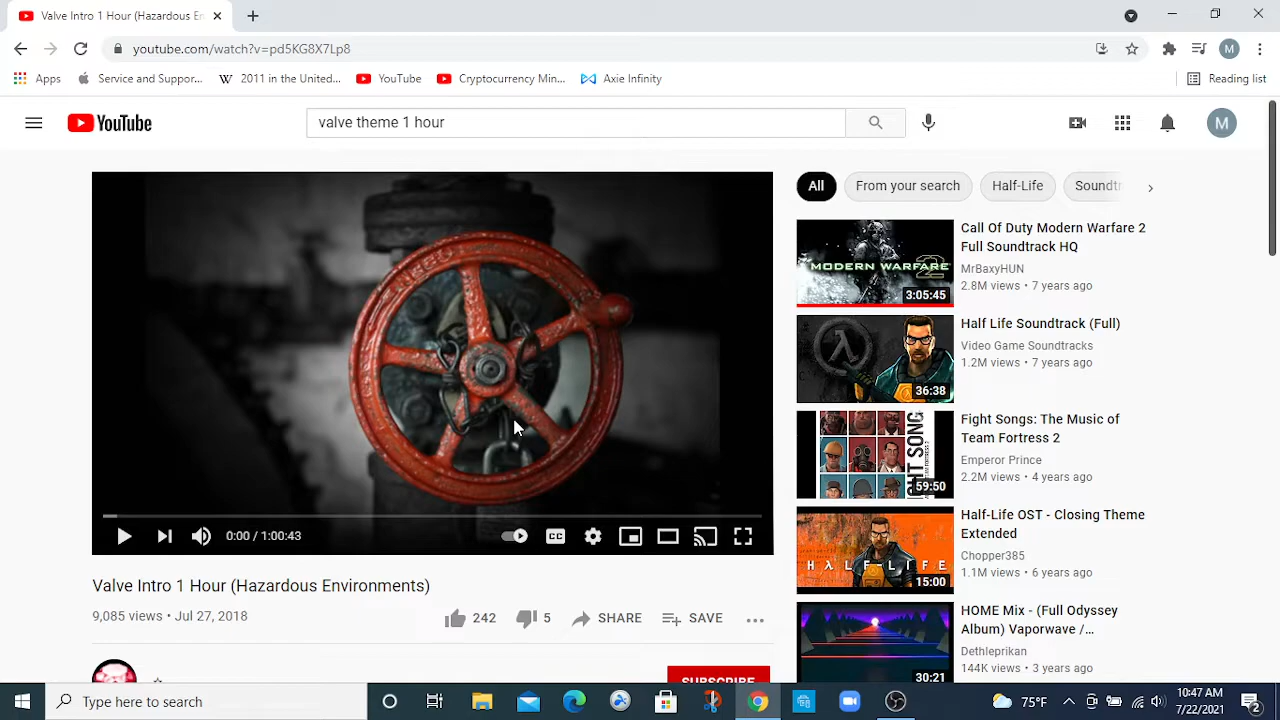 Valve Intro 1 Hour (Hazardous En
youtube.com/watch?v=pd5KG8X7Lp8
M
Apps
Service and Suppor...
W 2011 in the United...
YouTube
Cryptocurrency Min...
Axie Infinity
Reading list
YouTube
valve theme 1 hour
M
All
From your search
Half-Life
Soundtr
MODERN WARFARE 2
3:05:45
Call Of Duty Modern Warfare 2
Full Soundtrack HQ
MrBaxyHUN
2.8M views • 7 years ago
36:38
Half Life Soundtrack (Full)
Video Game Soundtracks
1.2M views • 7 years ago
FIGHT SONG
59:50
Fight Songs: The Music of
Team Fortress 2
Emperor Prince
2.2M views • 4 years ago
HALF-LIFE
15:00
Half-Life OST - Closing Theme
Extended
Chopper385
1.1M views • 6 years ago
30:21
HOME Mix - (Full Odyssey
Album) Vaporwave /...
Dethleprikan
144K views • 3 years ago
0:00 / 1:00:43
CC
Valve Intro 1 Hour (Hazardous Environments)
9,085 views • Jul 27, 2018
242
5
SHARE
SAVE
SUBSCRIBE
Type here to search
75°F
10:47 AM
7/22/2021
2